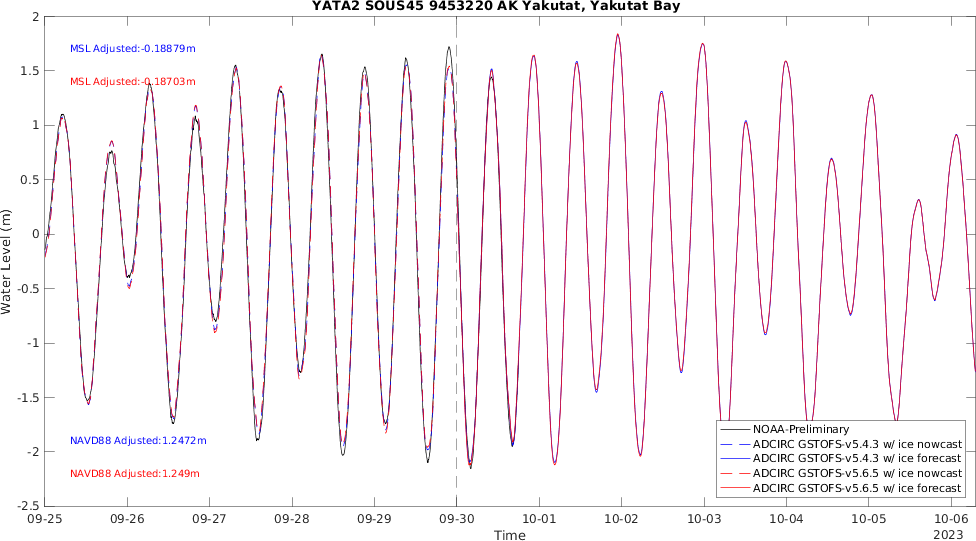 YATA2 SOUS45 9453220 AK Yakutat, Yakutat Bay
2
1.5
1
0.5
0
-0.5
-1
-1.5
-2
-2.5
Water Level (m)
MSL Adjusted:-0.18879m
MSL Adjusted:-0.18703m
NAVD88 Adjusted:1.2472m
NAVD88 Adjusted:1.249m
NOAA-Preliminary
ADCIRC GSTOFS-v5.4.3 w/ ice nowcast
ADCIRC GSTOFS-v5.4.3 w/ ice forecast
ADCIRC GSTOFS-v5.6.5 w/ ice nowcast
ADCIRC GSTOFS-v5.6.5 w/ ice forecast
09-25 09-26 09-27 09-28 09-29 09-30 10-01 10-02 10-03 10-04 10-05 10-06
2023
Time